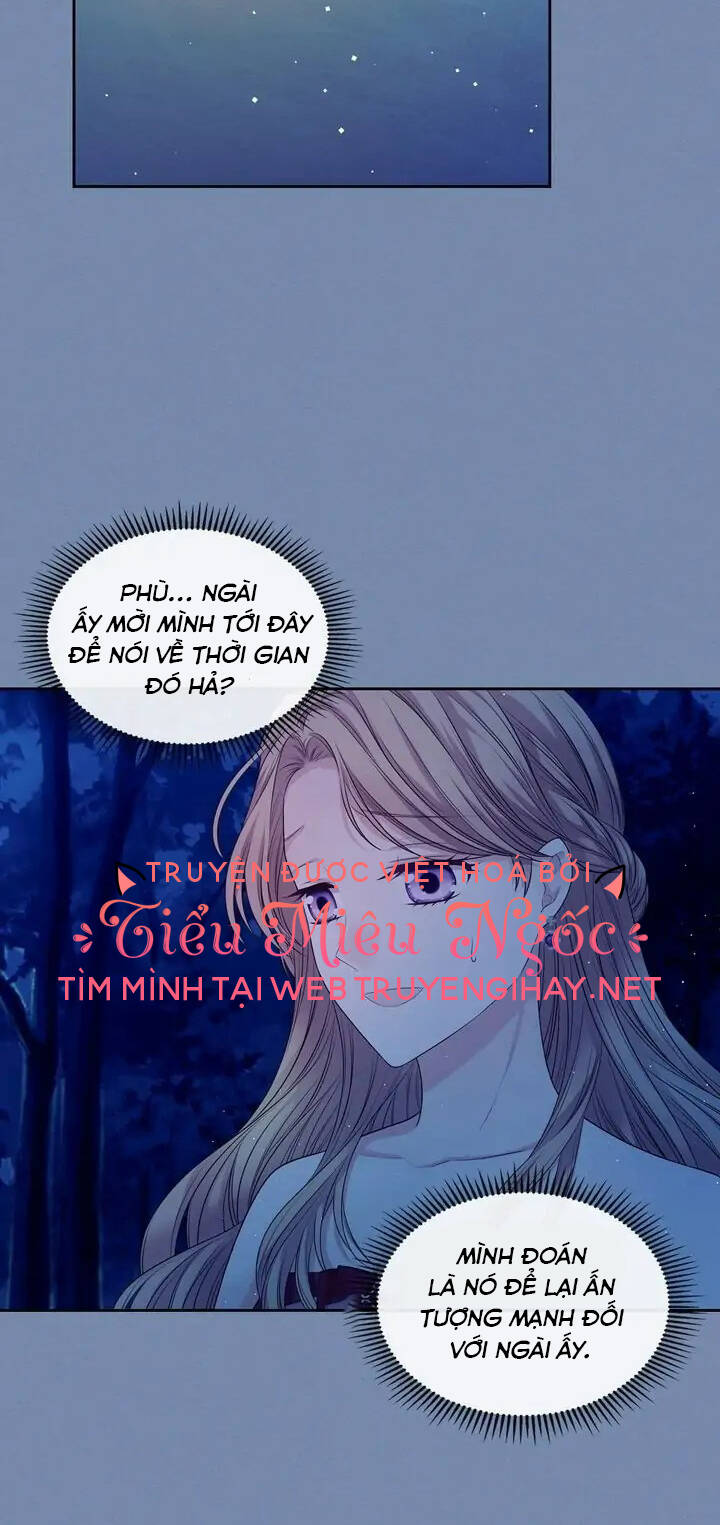 PHÙ... NGÀI
ẤY MỜI MÌNH TỚI ĐÂY
ĐỂ NÓI VỀ THỜI GIAN
ĐÓ HẢ?
TRUYỆN ĐƯỢC VIỆT HOÁ BỞI
Tiểu Miêu Ngốc
TÌM MÌNH TẠI WEBTRUYENGIHAY.NET
MÌNH ĐOÁN
LÀ NÓ ĐỂ LẠI ẤN
TƯỢNG MẠNH ĐỐI
VỚI NGÀI ẤY.